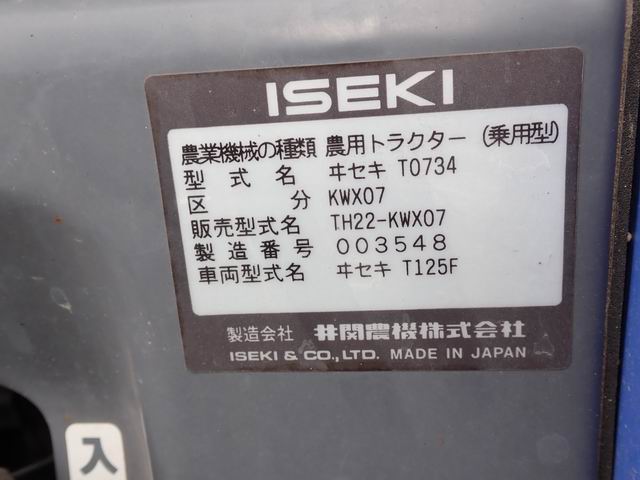 ISEKI
農業機械の種類 農用トラクター (乗用型)
型式名 ヰセキ T0734
区分 KWX07
販売型式名 TH22-KWX07
製造番号 003548
車両型式名 ヰセキ T125F
製造会社 井関農機株式会社
ISEKI & CO., LTD. MADE IN JAPAN
入